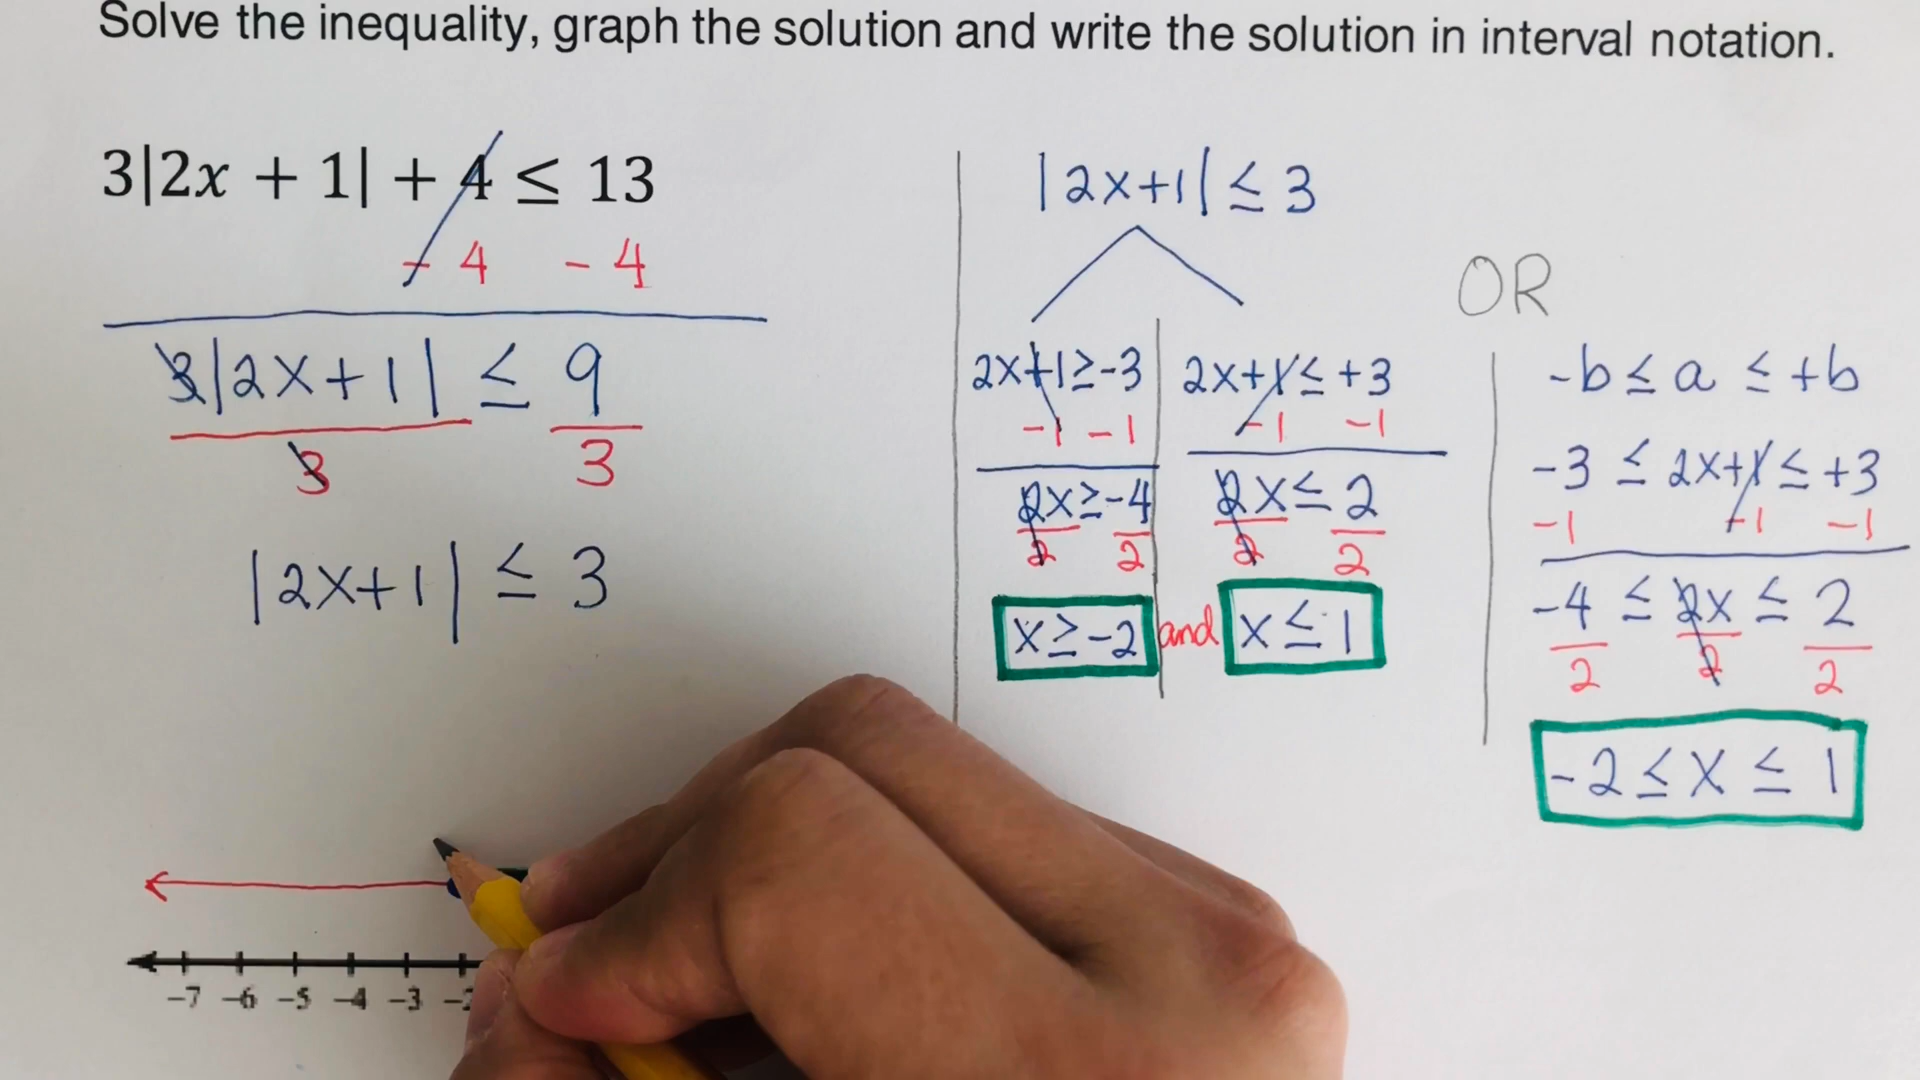 Solve the inequality, graph the solution and write the solution in interval notation.
3|2x + 1| + 4 ≤ 13
- 4 - 4
3|2x+1| ≤ 9
3 3
|2x+1| ≤ 3
|2x+1| ≤ 3
2x+1≥-3
-1 -1
2x≥-4
2 2
x≥-2
and
2x+1≤+3
-1 -1
2x≤2
2 2
x≤1
OR
-b≤a≤+b
-3≤2x+1≤+3
-1 -1 -1
-4≤2x≤2
2 2 2
-2≤x≤1
-7 -6 -5 -4 -3